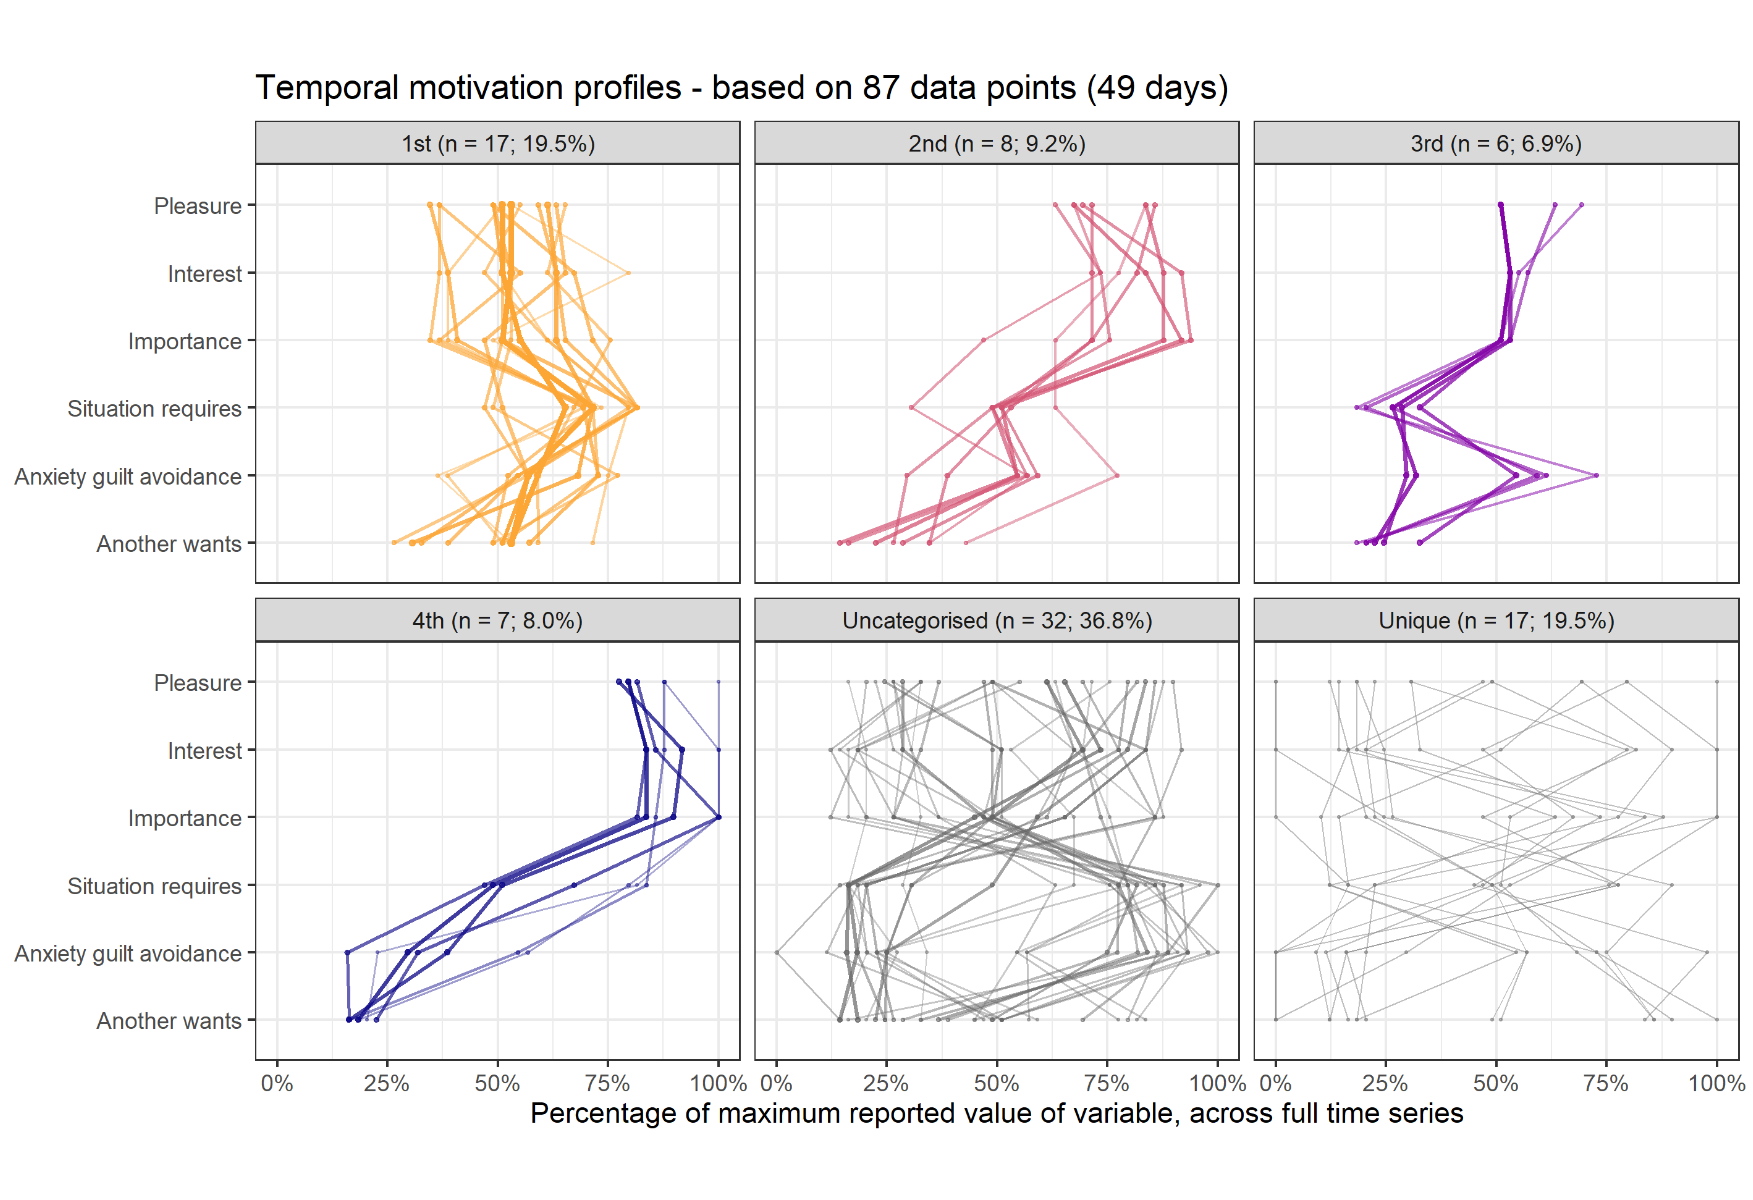 Temporal motivation profiles - based on 87 data points (49 days)
1st (n = 17; 19.5%)
2nd (n = 8; 9.2%)
3rd (n = 6; 6.9%)
Pleasure
Interest
Importance
Situation requires
Anxiety guilt avoidance
Another wants
4th (n = 7; 8.0%)
Uncategorised (n = 32; 36.8%)
Unique (n = 17; 19.5%)
Pleasure
Interest
Importance
Situation requires
Anxiety guilt avoidance
Another wants
0% 25% 50% 75% 100% 0% 25% 50% 75% 100% 0% 25% 50% 75% 100%
Percentage of maximum reported value of variable, across full time series